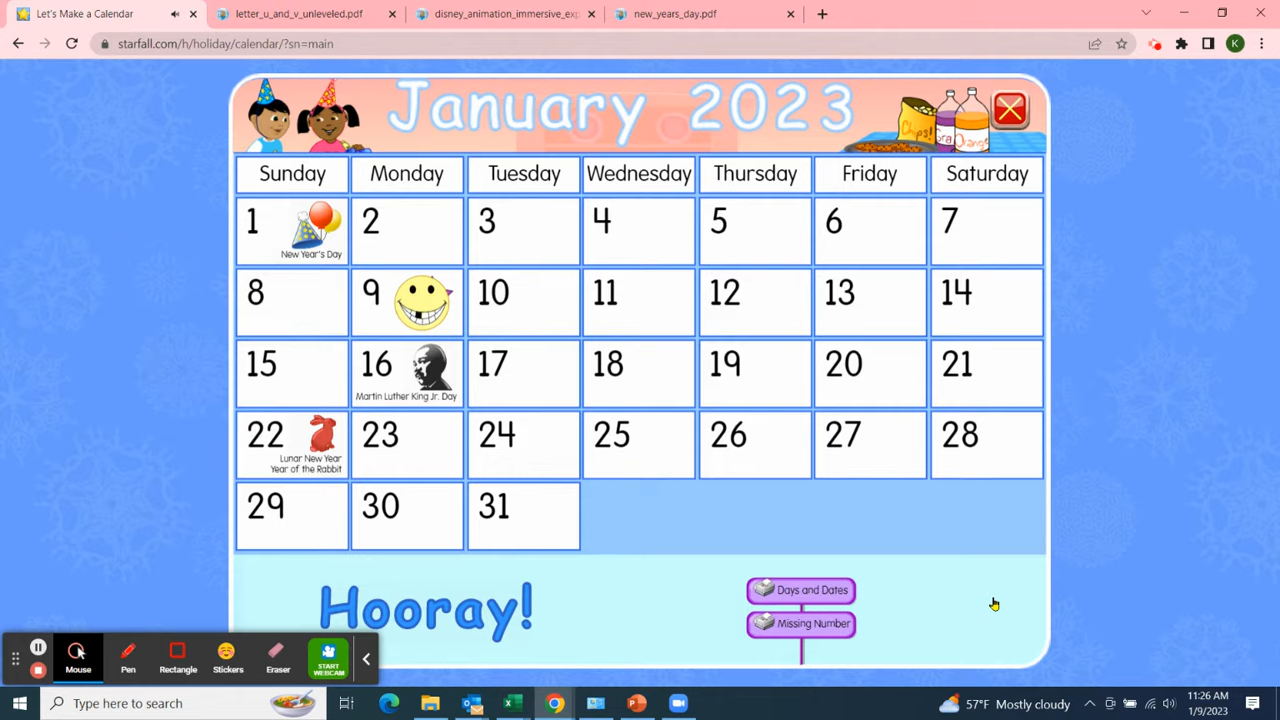 Let's Make a Calendar
letter_u_and_v_unleveled.pdf
disney_animation_immersive_exp
new_years_day.pdf
starfall.com/h/holiday/calendar/?sn=main
K
January 2023
Chips!
Gra
Orange
Sunday Monday Tuesday Wednesday Thursday Friday Saturday
1 2 3 4 5 6 7
New Year's Day
8 9 10 11 12 13 14
15 16 17 18 19 20 21
Martin Luther King Jr. Day
22 23 24 25 26 27 28
Lunar New Year
Year of the Rabbit
29 30 31
Hooray!
Days and Dates
Missing Number
Mouse Pen Rectangle Stickers Eraser
START
WEBCAM
Type here to search
57°F Mostly cloudy
11:26 AM
1/9/2023